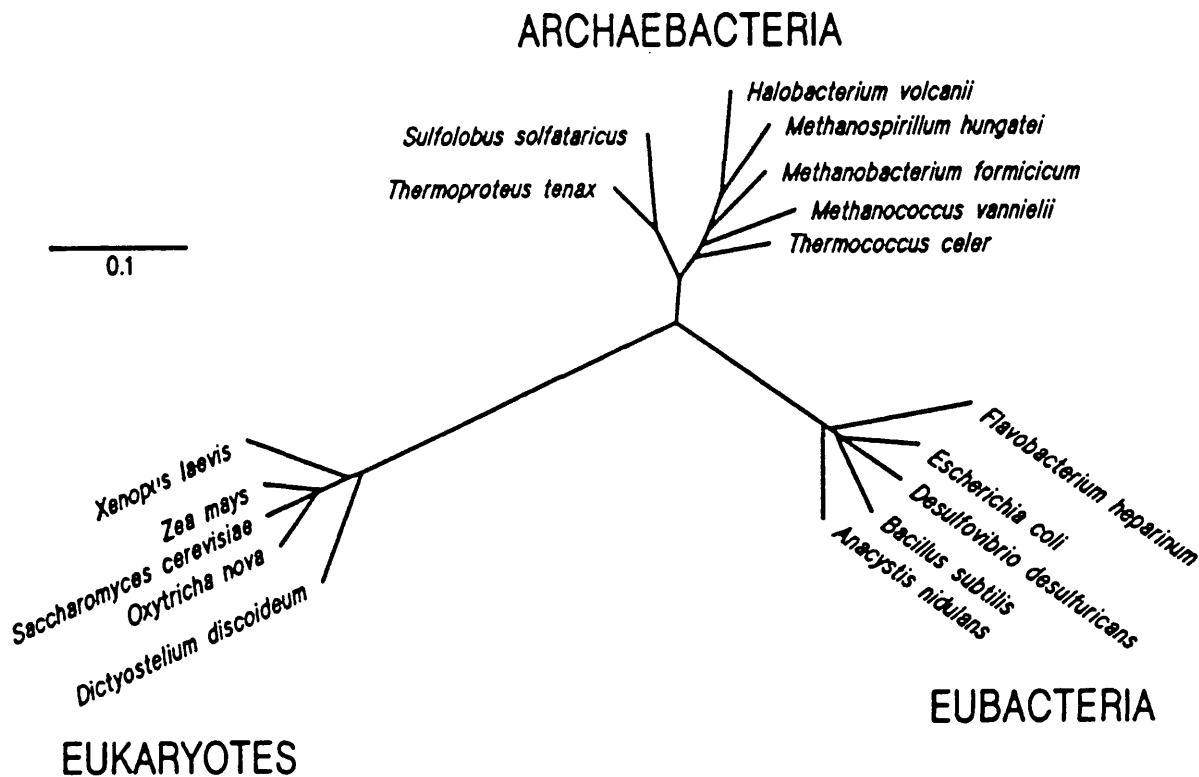 ARCHAEBACTERIA
Halobacterium volcanii
Methanospirillum hungatei
Sulfolobus solfataricus
Methanobacterium formicicum
Thermoproteus tenax
Methanococcus vannielii
Thermococcus celer
0.1
Flavobacterium heparinum
Escherichia coli
Desulfovibrio desulfuricans
Bacillus subtilis
Anacystis nidulans
Xenopus laevis
Zea mays
Saccharomyces cerevisiae
Oxytricha nova
Dictyostelium discoideum
EUBACTERIA
EUKARYOTES